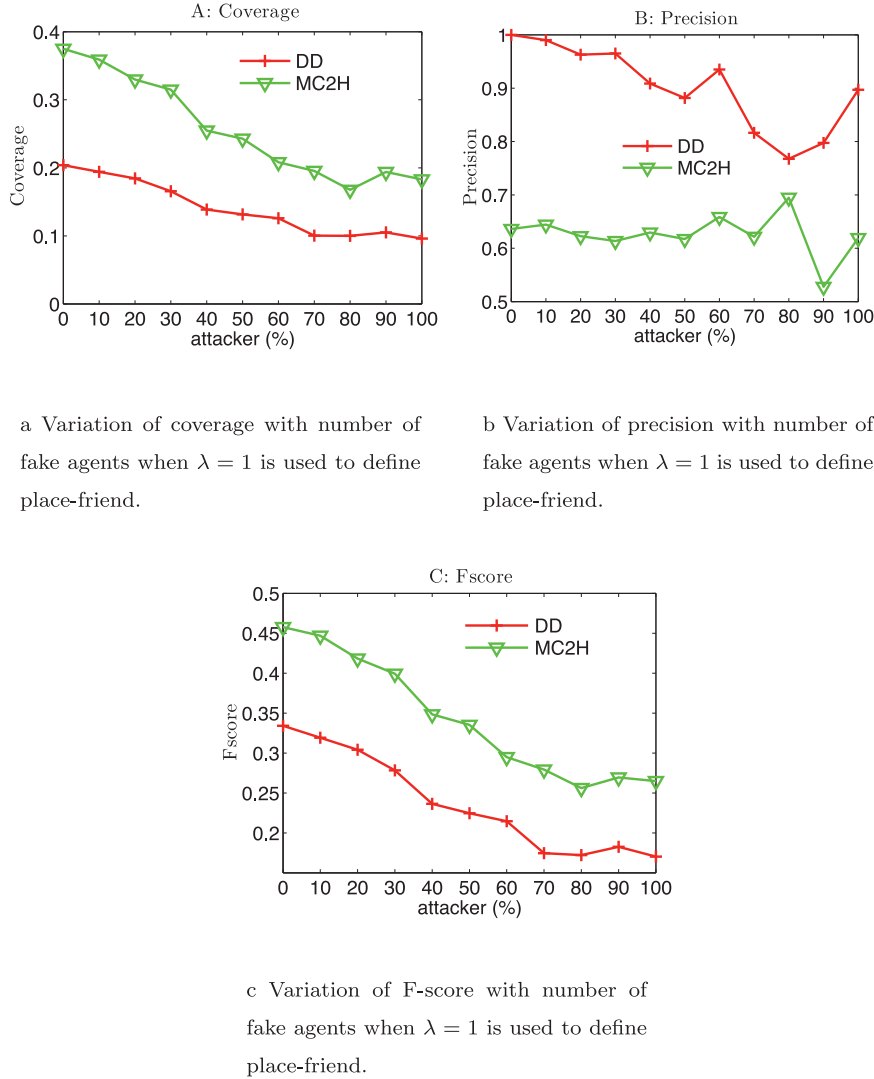 A: Coverage
0.4
0.3
0.2
0.1
0
Coverage
DD
MC2H
0 10 20 30 40 50 60 70 80 90 100
attacker (%)
a Variation of coverage with number of
fake agents when λ = 1 is used to define
place-friend.
B: Precision
1
0.9
0.8
0.7
0.6
0.5
Precision
DD
MC2H
0 10 20 30 40 50 60 70 80 90 100
attacker (%)
b Variation of precision with number of
fake agents when λ = 1 is used to define
place-friend.
C: Fscore
0.5
0.45
0.4
0.35
0.3
0.25
0.2
Fscore
DD
MC2H
0 10 20 30 40 50 60 70 80 90 100
attacker (%)
c Variation of F-score with number of
fake agents when λ = 1 is used to define
place-friend.